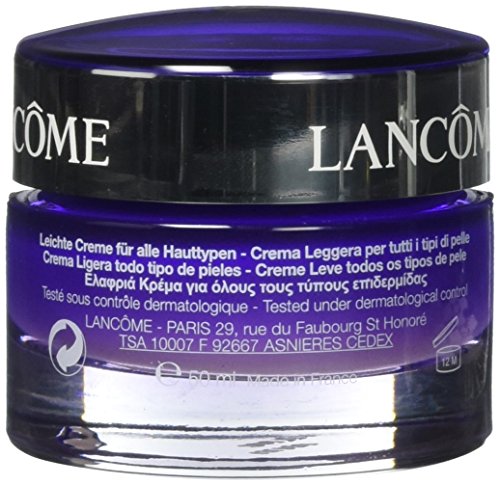 CÔME LANCÔM
Leichte Creme für alle Hauttypen - Crema Leggera per tutti i tipi di pelle
Crema Ligera todo tipo de pieles - Creme Leve todos os tipos de pele
Ελαφριά Κρέμα για όλους τους τύπους επιδερμίδας
Testé sous contrôle dermatologique - Tested under dermatological control
LANCÔME - PARIS 29, rue du Faubourg St Honoré
TSA 10007 F 92667 ASNIERES CEDEX
12 M
e 50 ml Made in France